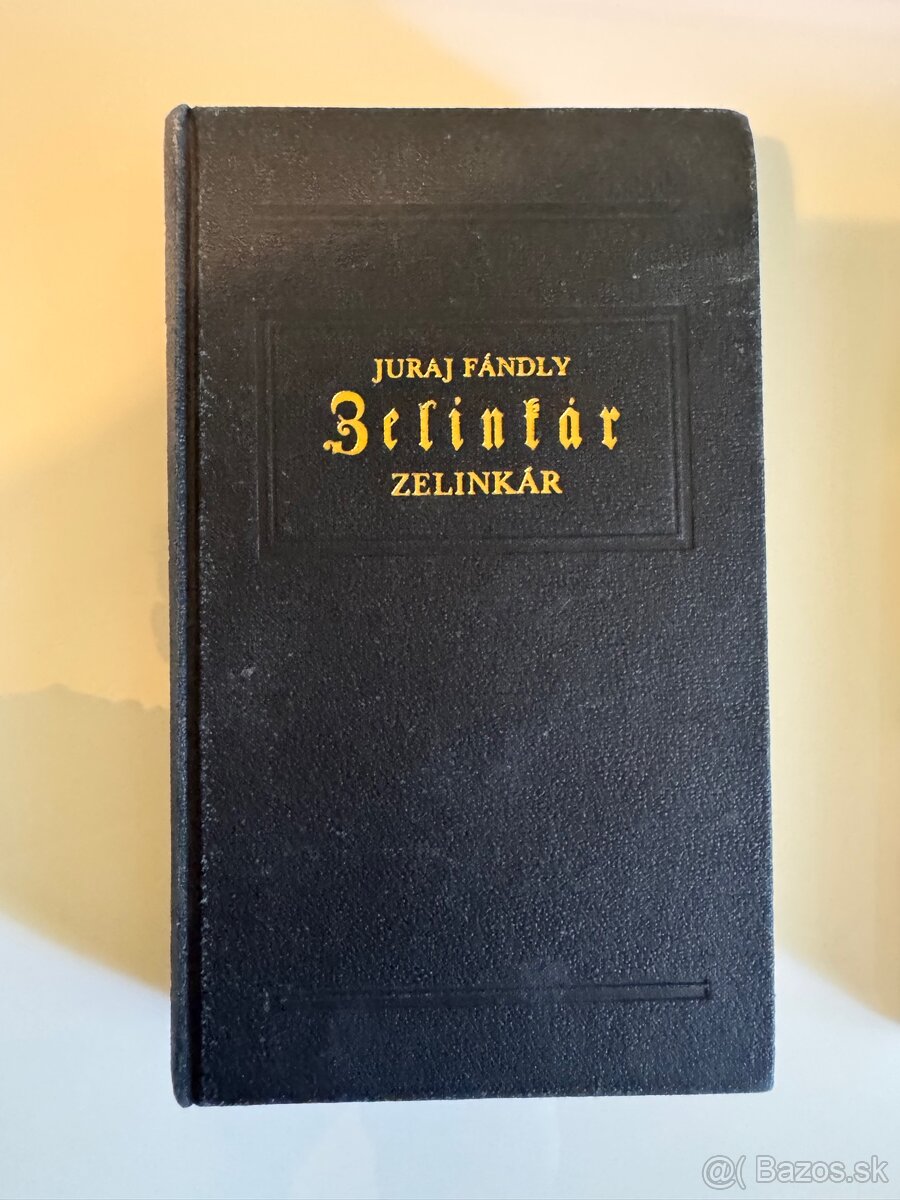 JURAJ FÁNDLY
Zelinkár
ZELINKÁR
@( Bazos.sk